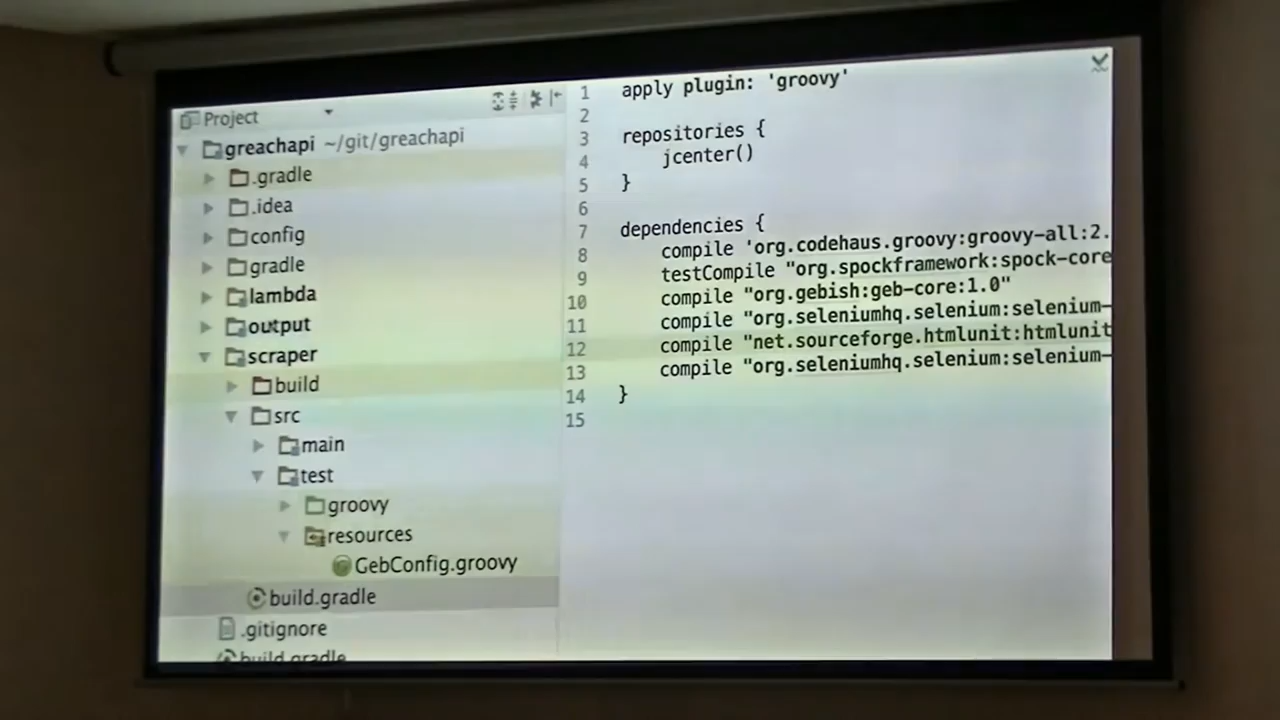 Project
greachapi ~/git/greachapi
.gradle
.idea
config
gradle
lambda
output
scraper
build
src
main
test
groovy
resources
GebConfig.groovy
build.gradle
.gitignore
build.gradle
1 apply plugin: 'groovy'
2
3 repositories {
4 jcenter()
5 }
6
7 dependencies {
8 compile 'org.codehaus.groovy:groovy-all:2.
9 testCompile "org.spockframework:spock-core
10 compile "org.gebish:geb-core:1.0"
11 compile "org.seleniumhq.selenium:selenium-
12 compile "net.sourceforge.htmlunit:htmlunit
13 compile "org.seleniumhq.selenium:selenium-
14 }
15